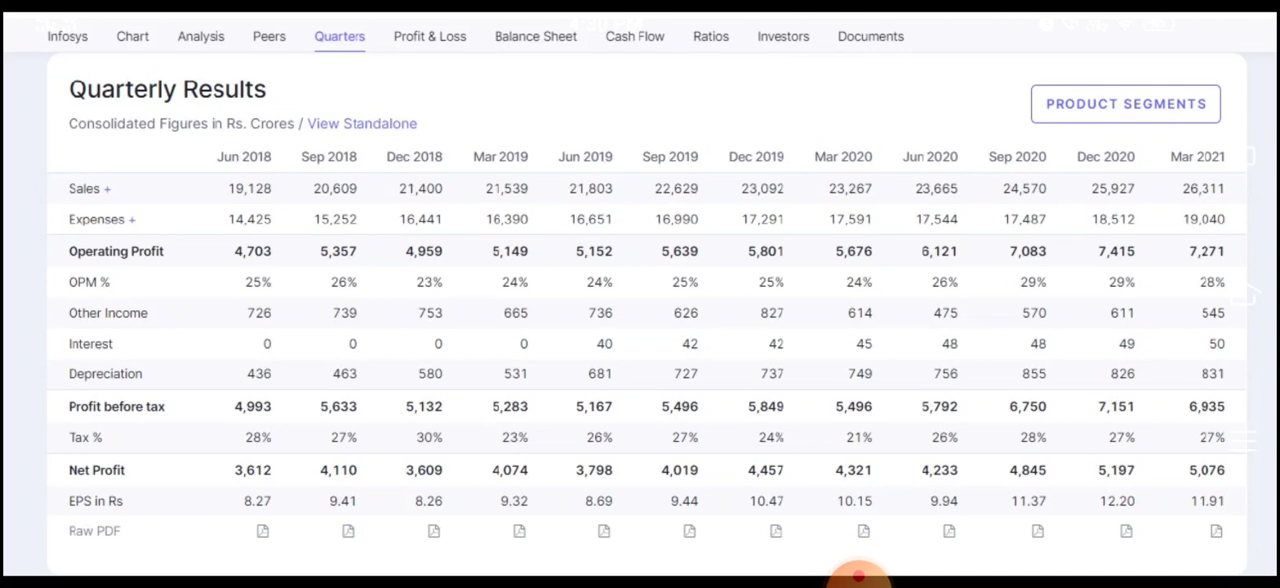 4:30 PM
Infosys Chart Analysis Peers Quarters Profit & Loss Balance Sheet Cash Flow Ratios Investors Documents
Quarterly Results
PRODUCT SEGMENTS
Consolidated Figures in Rs. Crores / View Standalone
Jun 2018 Sep 2018 Dec 2018 Mar 2019 Jun 2019 Sep 2019 Dec 2019 Mar 2020 Jun 2020 Sep 2020 Dec 2020 Mar 2021
Sales + 19,128 20,609 21,400 21,539 21,803 22,629 23,092 23,267 23,665 24,570 25,927 26,311
Expenses + 14,425 15,252 16,441 16,390 16,651 16,990 17,291 17,591 17,544 17,487 18,512 19,040
Operating Profit 4,703 5,357 4,959 5,149 5,152 5,639 5,801 5,676 6,121 7,083 7,415 7,271
OPM % 25% 26% 23% 24% 24% 25% 25% 24% 26% 29% 29% 28%
Other Income 726 739 753 665 736 626 827 614 475 570 611 545
Interest 0 0 0 0 40 42 42 45 48 48 49 50
Depreciation 436 463 580 531 681 727 737 749 756 855 826 831
Profit before tax 4,993 5,633 5,132 5,283 5,167 5,496 5,849 5,496 5,792 6,750 7,151 6,935
Tax % 28% 27% 30% 23% 26% 27% 24% 21% 26% 28% 27% 27%
Net Profit 3,612 4,110 3,609 4,074 3,798 4,019 4,457 4,321 4,233 4,845 5,197 5,076
EPS in Rs 8.27 9.41 8.26 9.32 8.69 9.44 10.47 10.15 9.94 11.37 12.20 11.91
Raw PDF